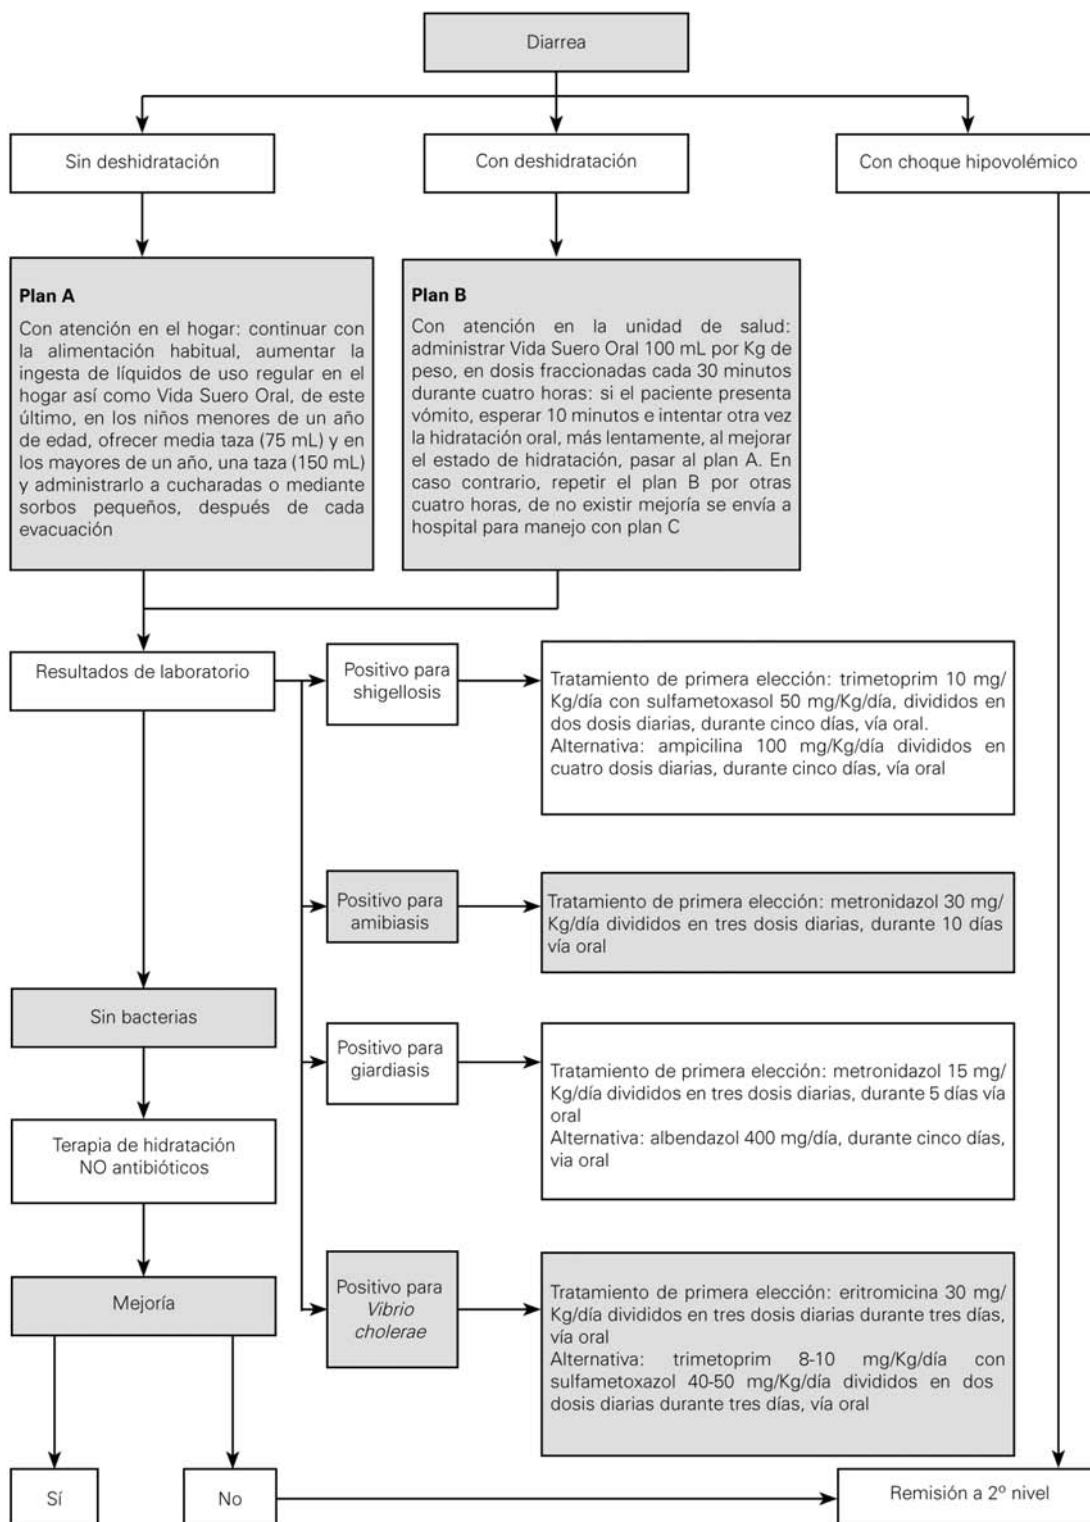 Diarrea
Sin deshidratación
Con deshidratación
Con choque hipovolémico
Plan A
Con atención en el hogar: continuar con
la alimentación habitual, aumentar la
ingesta de líquidos de uso regular en el
hogar así como Vida Suero Oral, de este
último, en los niños menores de un año
de edad, ofrecer media taza (75 mL) y en
los mayores de un año, una taza (150 mL)
y administrarlo a cucharadas o mediante
sorbos pequeños, después de cada
evacuación
Plan B
Con atención en la unidad de salud:
administrar Vida Suero Oral 100 mL por Kg de
peso, en dosis fraccionadas cada 30 minutos
durante cuatro horas: si el paciente presenta
vómito, esperar 10 minutos e intentar otra vez
la hidratación oral, más lentamente, al mejorar
el estado de hidratación, pasar al plan A. En
caso contrario, repetir el plan B por otras
cuatro horas, de no existir mejoría se envía a
hospital para manejo con plan C
Resultados de laboratorio
Positivo para
shigellosis
Tratamiento de primera elección: trimetoprim 10 mg/
Kg/día con sulfametoxasol 50 mg/Kg/día, divididos en
dos dosis diarias, durante cinco días, vía oral.
Alternativa: ampicilina 100 mg/Kg/día divididos en
cuatro dosis diarias, durante cinco días, vía oral
Positivo para
amibiasis
Tratamiento de primera elección: metronidazol 30 mg/
Kg/día divididos en tres dosis diarias, durante 10 días
vía oral
Sin bacterias
Positivo para
giardiasis
Tratamiento de primera elección: metronidazol 15 mg/
Kg/día divididos en tres dosis diarias, durante 5 días vía
oral
Alternativa: albendazol 400 mg/día, durante cinco días,
via oral
Terapia de hidratación
NO antibióticos
Mejoría
Positivo para
Vibrio
cholerae
Tratamiento de primera elección: eritromicina 30 mg/
Kg/día divididos en tres dosis diarias durante tres días,
vía oral
Alternativa: trimetoprim 8-10 mg/Kg/día con
sulfametoxazol 40-50 mg/Kg/día divididos en dos
dosis diarias durante tres días, vía oral
Sí
No
Remisión a 2º nivel